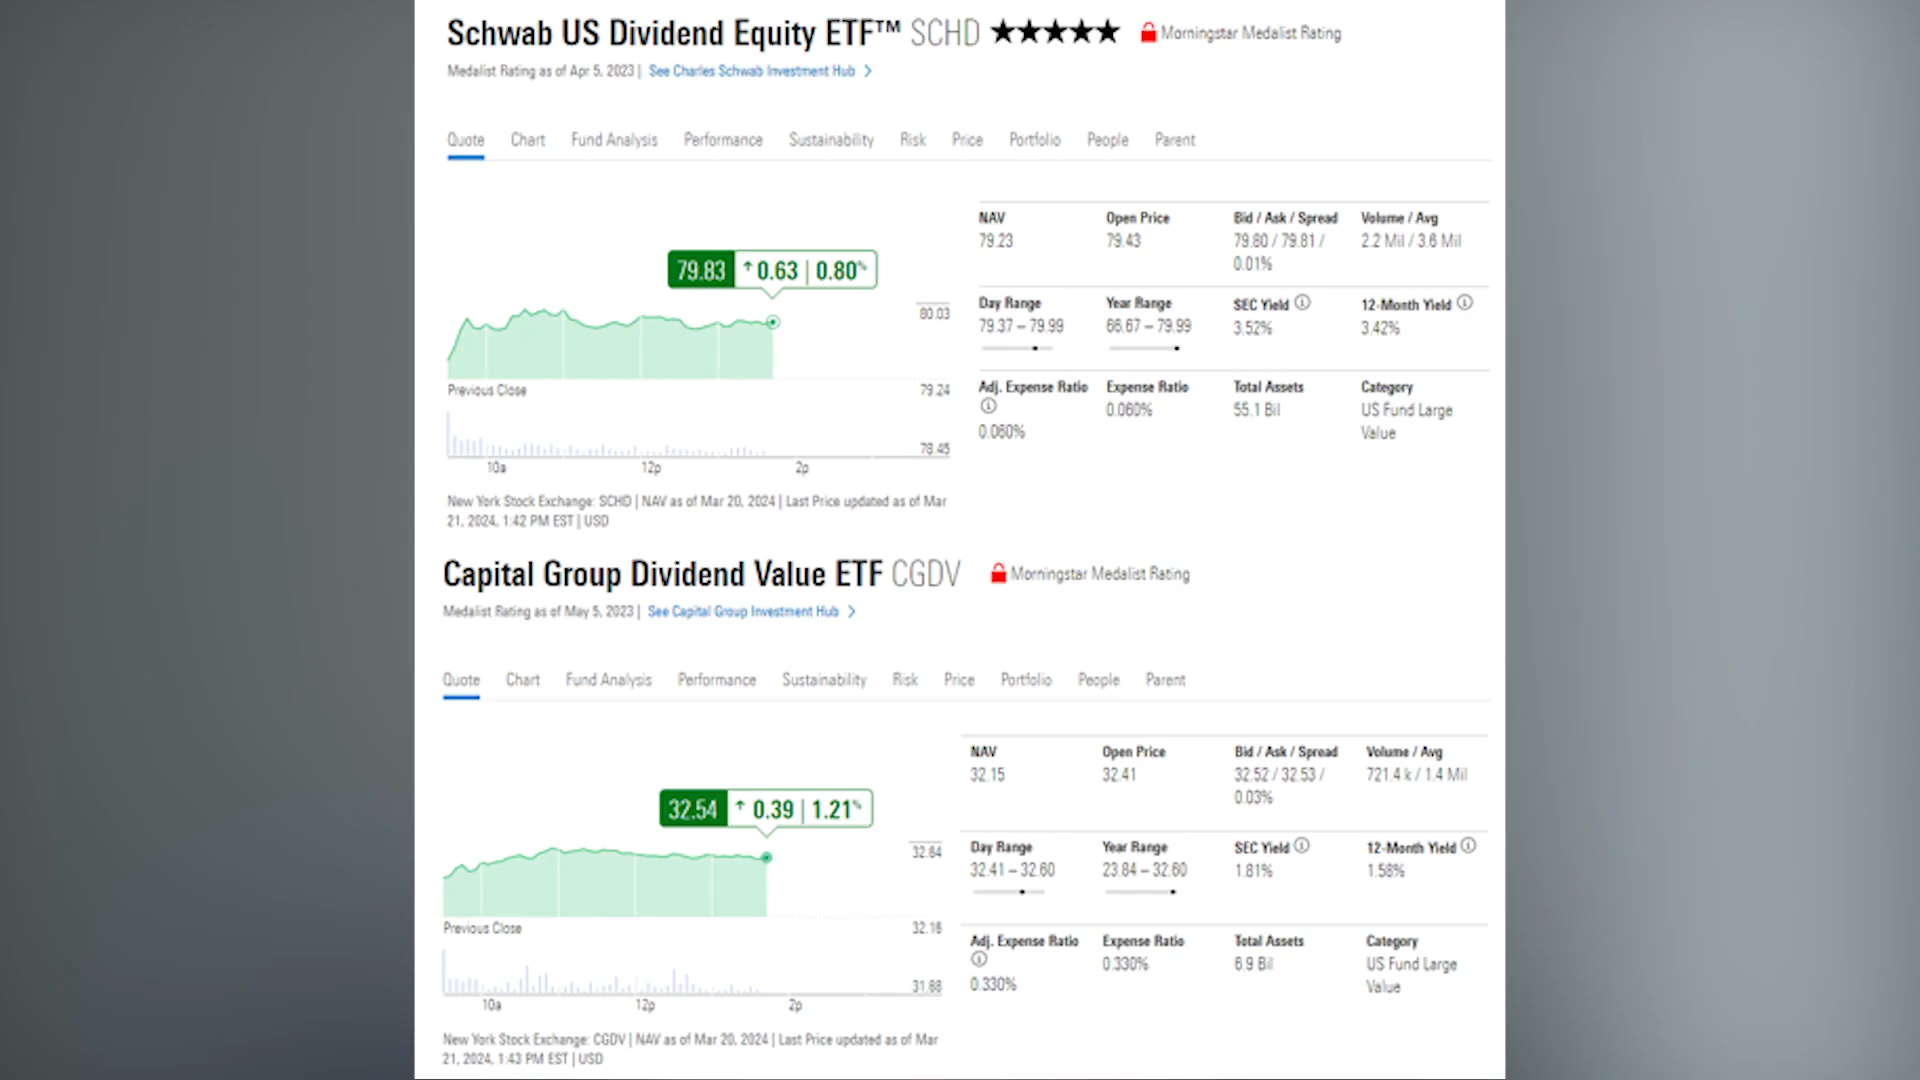 Schwab US Dividend Equity ETF™ SCHD ★★★★★ Morningstar Medalist Rating
Medalist Rating as of Apr 5, 2023 | See Charles Schwab Investment Hub >
Quote Chart Fund Analysis Performance Sustainability Risk Price Portfolio People Parent
NAV Open Price Bid / Ask / Spread Volume / Avg
79.23 79.43 79.80 / 79.81 / 2.2 Mil / 3.6 Mil
0.01%
79.83 ↑0.63 | 0.80%
Day Range Year Range SEC Yield 12-Month Yield
79.37 – 79.99 66.67 – 79.99 3.52% 3.42%
80.03
Previous Close 79.24
Adj. Expense Ratio Expense Ratio Total Assets Category
0.060% 0.060% 55.1 Bil US Fund Large
Value
78.45
10a 12p 2p
New York Stock Exchange: SCHD | NAV as of Mar 20, 2024 | Last Price updated as of Mar
21, 2024, 1:42 PM EST | USD
Capital Group Dividend Value ETF CGDV Morningstar Medalist Rating
Medalist Rating as of May 5, 2023 | See Capital Group Investment Hub >
Quote Chart Fund Analysis Performance Sustainability Risk Price Portfolio People Parent
NAV Open Price Bid / Ask / Spread Volume / Avg
32.15 32.41 32.52 / 32.53 / 721.4 k / 1.4 Mil
0.03%
32.54 ↑ 0.39 | 1.21%
Day Range Year Range SEC Yield 12-Month Yield
32.41 – 32.60 23.84 – 32.60 1.81% 1.58%
32.64
Previous Close 32.16
Adj. Expense Ratio Expense Ratio Total Assets Category
0.330% 0.330% 6.9 Bil US Fund Large
Value
31.68
10a 12p 2p
New York Stock Exchange: CGDV | NAV as of Mar 20, 2024 | Last Price updated as of Mar
21, 2024, 1:43 PM EST | USD